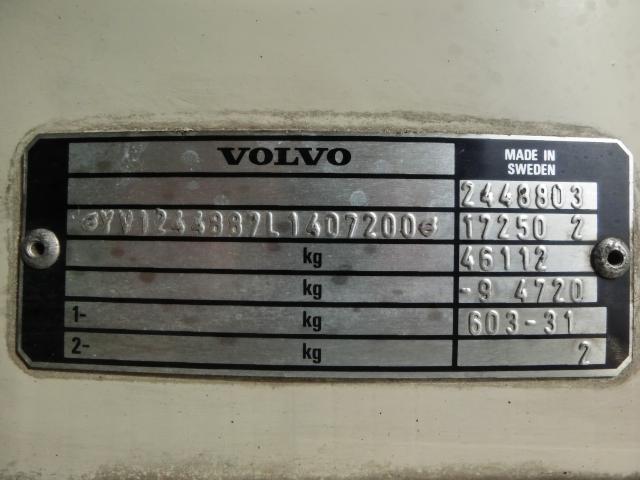 VOLVO
MADE IN
SWEDEN
2448803
YV1244887L1407200
17250 2
kg
46112
kg
-9 4720
1- kg
603-31
2- kg
2